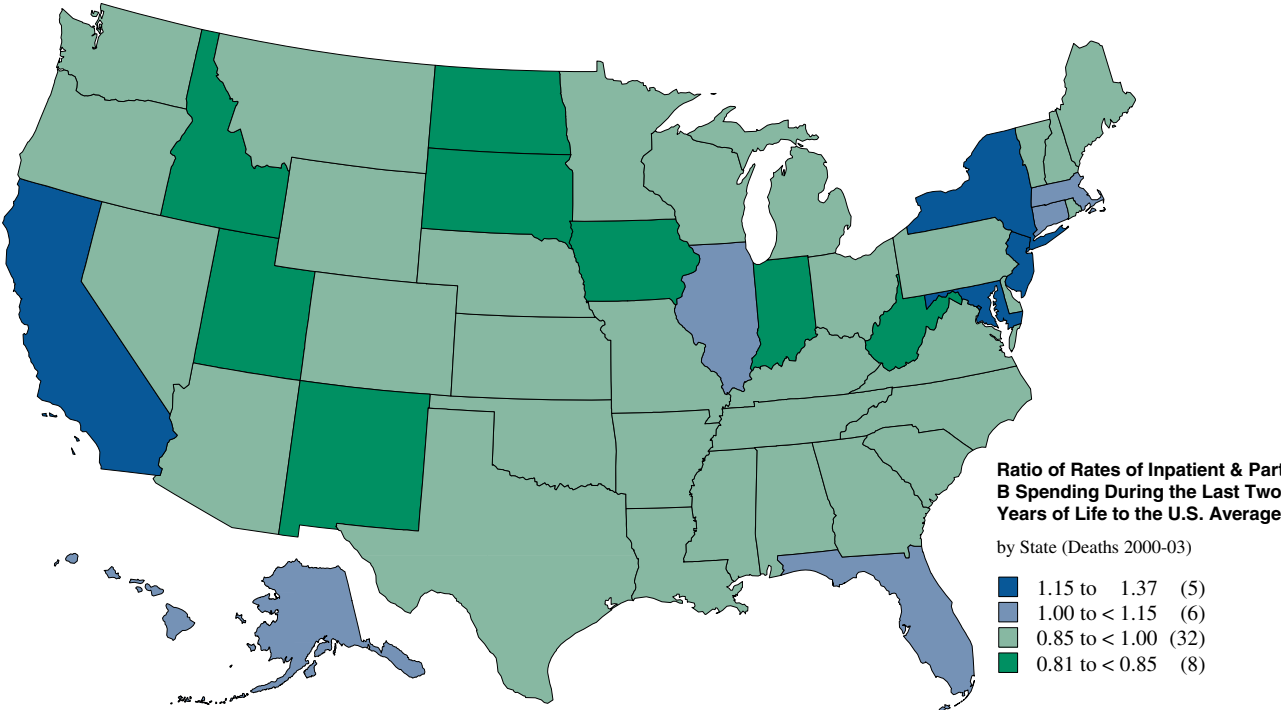 Ratio of Rates of Inpatient & Part
B Spending During the Last Two
Years of Life to the U.S. Average
by State (Deaths 2000-03)
1.15 to 1.37 (5)
1.00 to < 1.15 (6)
0.85 to < 1.00 (32)
0.81 to < 0.85 (8)